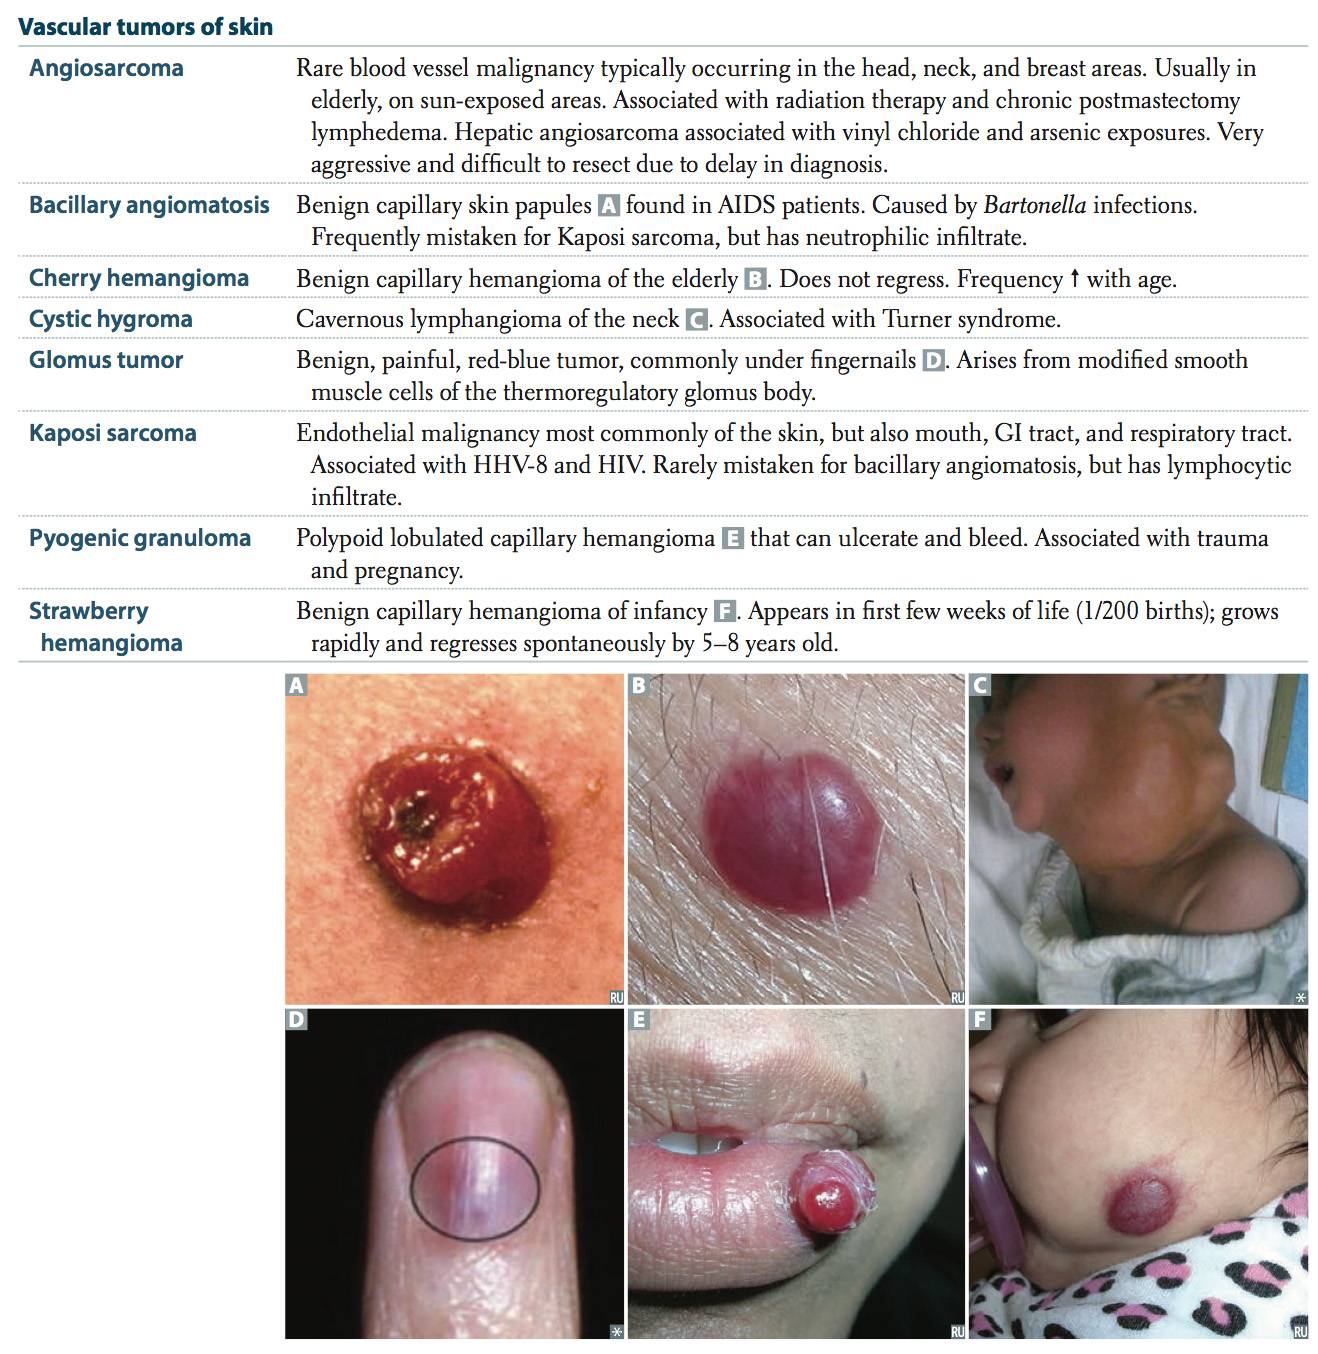 Vascular tumors of skin
Angiosarcoma
Rare blood vessel malignancy typically occurring in the head, neck, and breast areas. Usually in
elderly, on sun-exposed areas. Associated with radiation therapy and chronic postmastectomy
lymphedema. Hepatic angiosarcoma associated with vinyl chloride and arsenic exposures. Very
aggressive and difficult to resect due to delay in diagnosis.
Bacillary angiomatosis
Benign capillary skin papules A found in AIDS patients. Caused by Bartonella infections.
Frequently mistaken for Kaposi sarcoma, but has neutrophilic infiltrate.
Cherry hemangioma
Benign capillary hemangioma of the elderly B. Does not regress. Frequency ↑ with age.
Cystic hygroma
Cavernous lymphangioma of the neck C. Associated with Turner syndrome.
Glomus tumor
Benign, painful, red-blue tumor, commonly under fingernails D. Arises from modified smooth
muscle cells of the thermoregulatory glomus body.
Kaposi sarcoma
Endothelial malignancy most commonly of the skin, but also mouth, GI tract, and respiratory tract.
Associated with HHV-8 and HIV. Rarely mistaken for bacillary angiomatosis, but has lymphocytic
infiltrate.
Pyogenic granuloma
Polypoid lobulated capillary hemangioma E that can ulcerate and bleed. Associated with trauma
and pregnancy.
Strawberry
hemangioma
Benign capillary hemangioma of infancy F. Appears in first few weeks of life (1/200 births); grows
rapidly and regresses spontaneously by 5–8 years old.
A
B
C
RU
RU
*
D
E
F
*
RU
RU